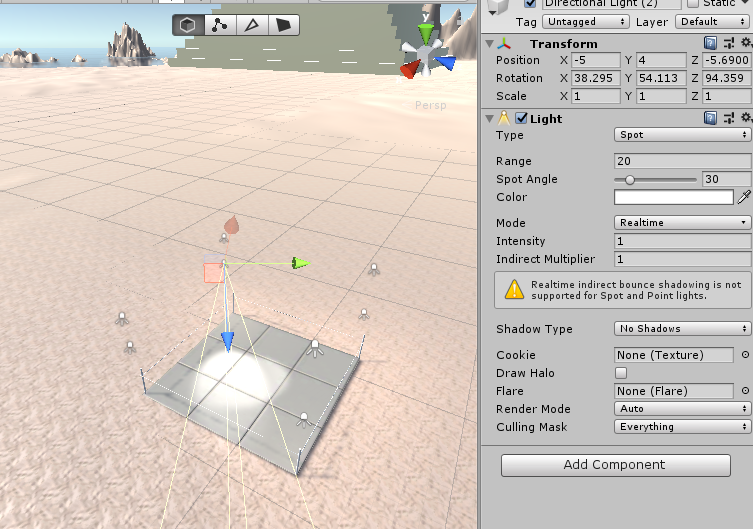 Directional Light (2)
Static
Tag Untagged Layer Default
Transform
Position X -5 Y 4 Z -5.6900
Rotation X 38.295 Y 54.113 Z 94.359
Scale X 1 Y 1 Z 1
Light
Type Spot
Range 20
Spot Angle 30
Color
Mode Realtime
Intensity 1
Indirect Multiplier 1
Realtime indirect bounce shadowing is not
supported for Spot and Point lights.
Shadow Type No Shadows
Cookie None (Texture)
Draw Halo
Flare None (Flare)
Render Mode Auto
Culling Mask Everything
Add Component
y
Persp